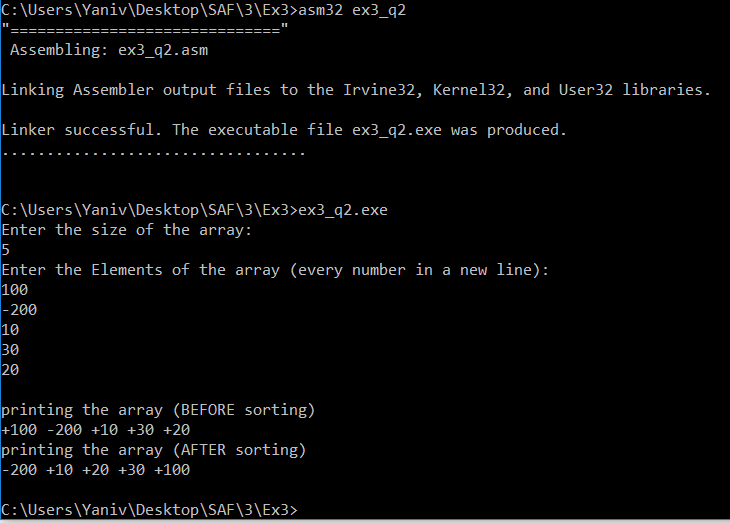 C:\Users\Yaniv\Desktop\SAF\3\Ex3>asm32 ex3_q2
"=============================="
 Assembling: ex3_q2.asm
Linking Assembler output files to the Irvine32, Kernel32, and User32 libraries.
Linker successful. The executable file ex3_q2.exe was produced.
..................................
C:\Users\Yaniv\Desktop\SAF\3\Ex3>ex3_q2.exe
Enter the size of the array:
5
Enter the Elements of the array (every number in a new line):
100
-200
10
30
20
printing the array (BEFORE sorting)
+100 -200 +10 +30 +20
printing the array (AFTER sorting)
-200 +10 +20 +30 +100
C:\Users\Yaniv\Desktop\SAF\3\Ex3>